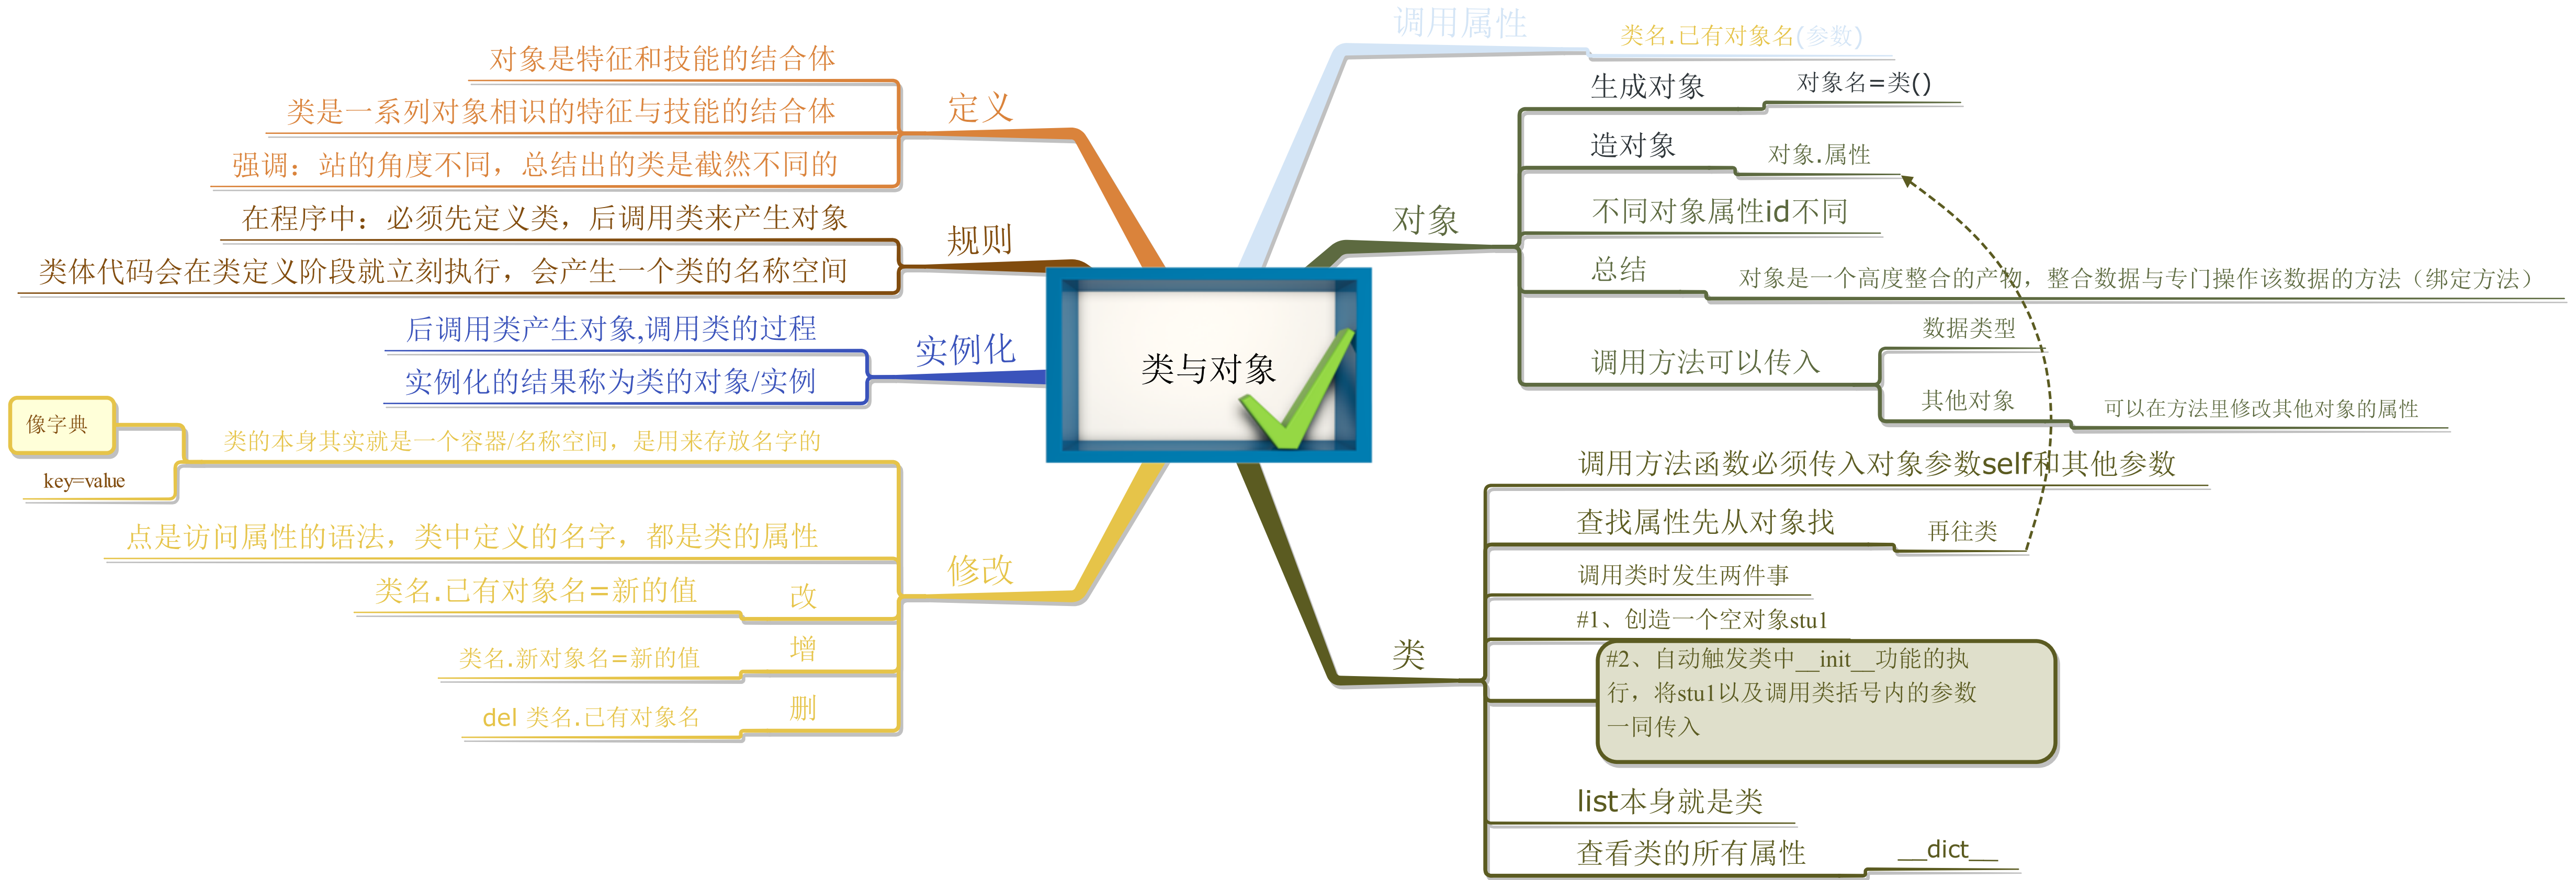 类与对象
定义
对象是特征和技能的结合体
类是一系列对象相识的特征与技能的结合体
强调：站的角度不同，总结出的类是截然不同的
规则
在程序中：必须先定义类，后调用类来产生对象
类体代码会在类定义阶段就立刻执行，会产生一个类的名称空间
实例化
后调用类产生对象,调用类的过程
实例化的结果称为类的对象/实例
修改
类的本身其实就是一个容器/名称空间，是用来存放名字的
像字典
key=value
点是访问属性的语法，类中定义的名字，都是类的属性
改
类名.已有对象名=新的值
增
类名.新对象名=新的值
删
del 类名.已有对象名
调用属性
类名.已有对象名(参数)
对象
生成对象
对象名=类()
造对象
对象.属性
不同对象属性id不同
总结
对象是一个高度整合的产物，整合数据与专门操作该数据的方法（绑定方法）
调用方法可以传入
数据类型
其他对象
可以在方法里修改其他对象的属性
类
调用方法函数必须传入对象参数self和其他参数
查找属性先从对象找
再往类
调用类时发生两件事
#1、创造一个空对象stu1
#2、自动触发类中__init__功能的执
行，将stu1以及调用类括号内的参数
一同传入
list本身就是类
查看类的所有属性
__dict__